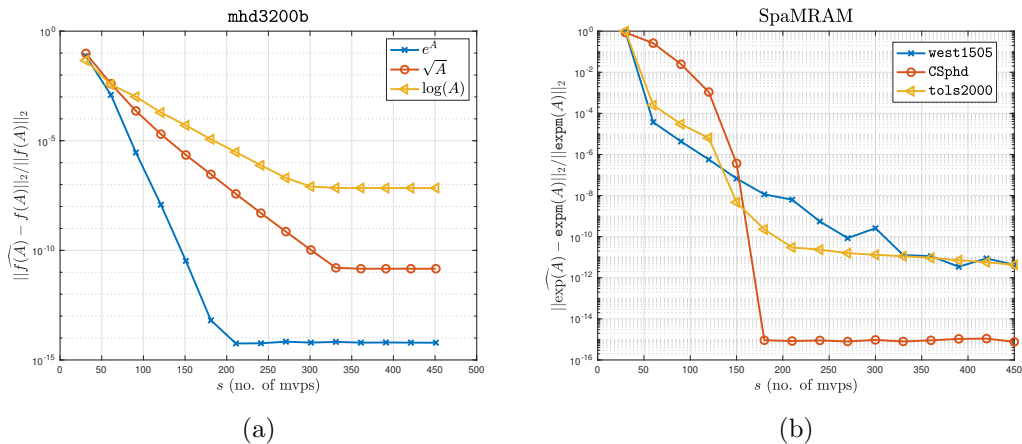 mhd3200b
10^0
10^-5
10^-10
10^-15
0 50 100 150 200 250 300 350 400 450 500
||\widehat{f(A)} − f(A)||_2/||f(A)||_2
s (no. of mvps)
e^A
√A
log(A)
(a)
SpaMRAM
10^0
10^-2
10^-4
10^-6
10^-8
10^-10
10^-12
10^-14
10^-16
0 50 100 150 200 250 300 350 400 450
||\widehat{exp}(A) − expm(A)||_2/||expm(A)||_2
s (no. of mvps)
west1505
CSphd
tols2000
(b)